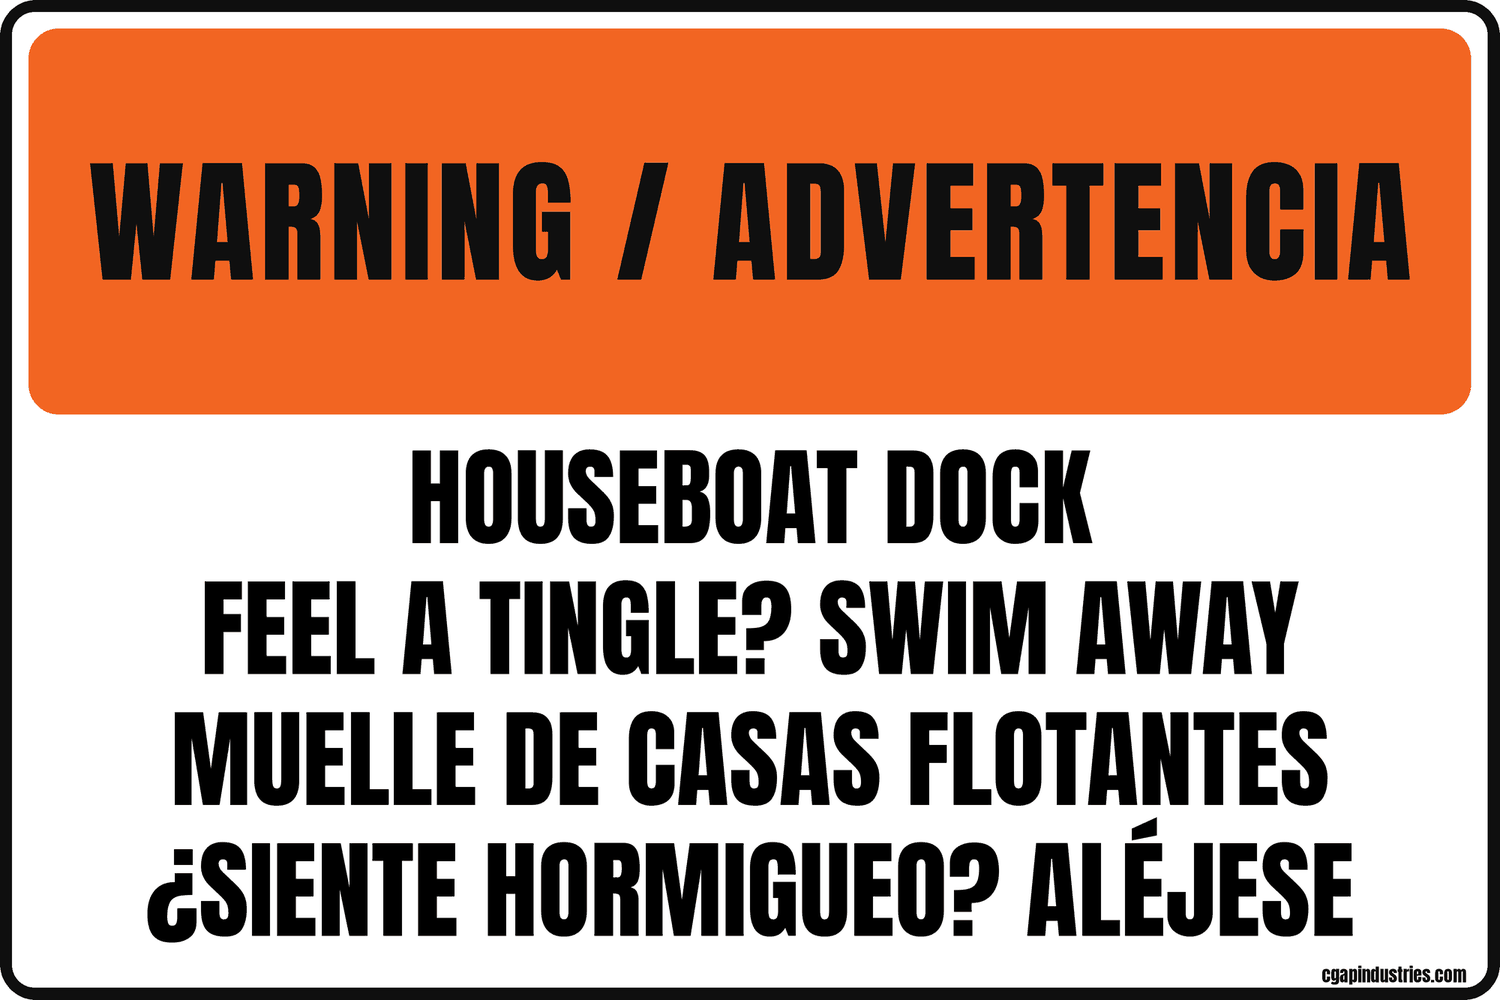 WARNING / ADVERTENCIA
HOUSEBOAT DOCK
FEEL A TINGLE? SWIM AWAY
MUELLE DE CASAS FLOTANTES
¿SIENTE HORMIGUEO? ALÉJESE
cgapindustries.com